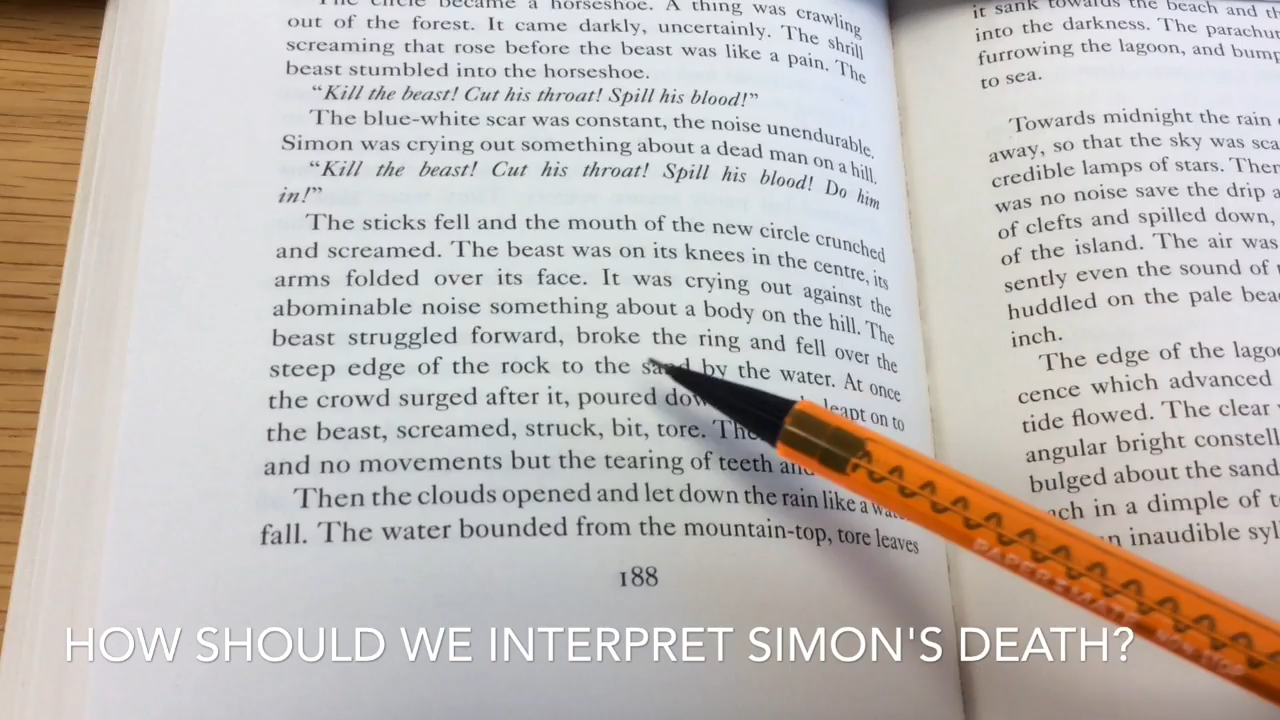 The circle became a horseshoe. A thing was crawling
out of the forest. It came darkly, uncertainly. The shrill
screaming that rose before the beast was like a pain. The
beast stumbled into the horseshoe.
“Kill the beast! Cut his throat! Spill his blood!”
The blue-white scar was constant, the noise unendurable.
Simon was crying out something about a dead man on a hill.
“Kill the beast! Cut his throat! Spill his blood! Do him
in!”
The sticks fell and the mouth of the new circle crunched
and screamed. The beast was on its knees in the centre, its
arms folded over its face. It was crying out against the
abominable noise something about a body on the hill. The
beast struggled forward, broke the ring and fell over the
steep edge of the rock to the sand by the water. At once
the crowd surged after it, poured leapt on to
the beast, screamed, struck, bit, tore.
and no movements but the tearing of teeth
Then the clouds opened and let down the rain like a
fall. The water bounded from the mountain-top, tore leaves
188
it sank towards the beach and
into the darkness. The
furrowing the lagoon, and
to sea.
Towards midnight the rain
away, so that the sky was
credible lamps of stars.
was no noise save the drip
of clefts and spilled down,
of the island. The air was
sently even the sound of
huddled on the pale
inch.
The edge of the
cence which advanced
tide flowed. The clear
angular bright
bulged about the sand
in a dimple of
inaudible
PAPERMATE NON-STOP
HOW SHOULD WE INTERPRET SIMON'S DEATH?